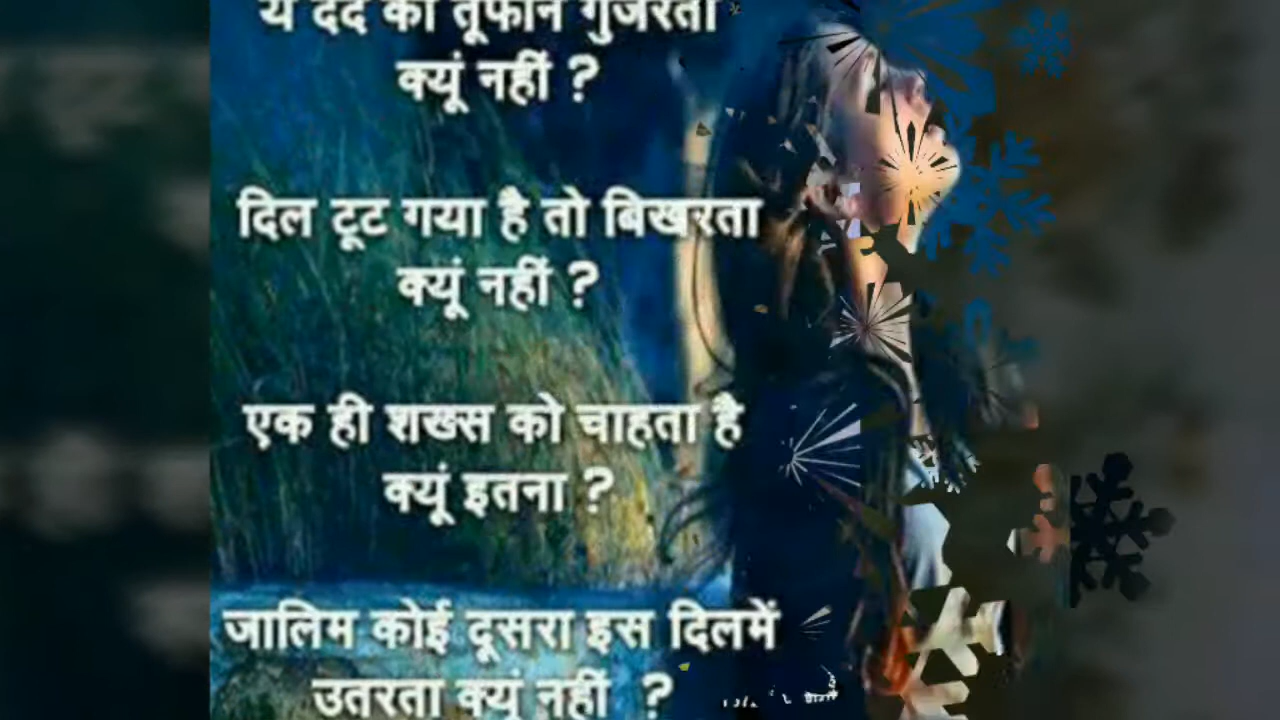 ये दर्द का तूफान गुजरता
क्यूं नहीं ?
दिल टूट गया है तो बिखरता
क्यूं नहीं ?
एक ही शख्स को चाहता है
क्यूं इतना ?
जालिम कोई दूसरा इस दिलमें
उतरता क्यूं नहीं ?